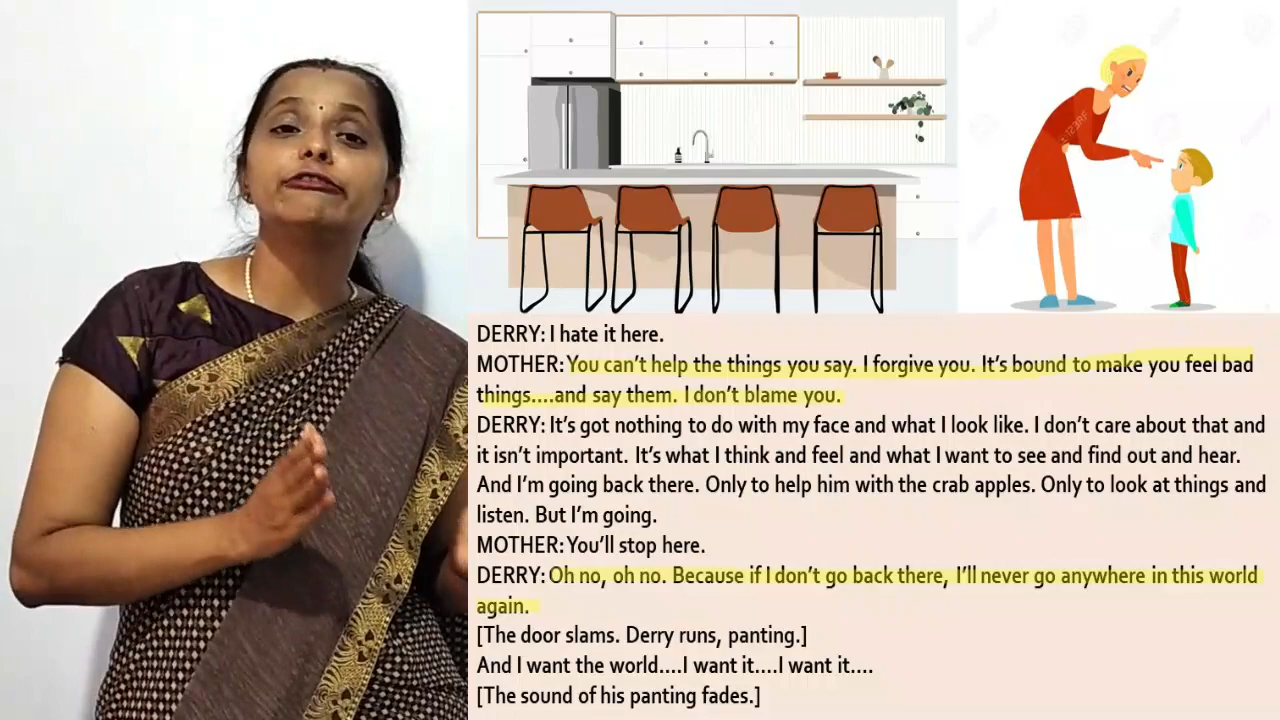 DERRY: I hate it here.
MOTHER: You can't help the things you say. I forgive you. It's bound to make you feel bad
things....and say them. I don't blame you.
DERRY: It's got nothing to do with my face and what I look like. I don't care about that and
it isn't important. It's what I think and feel and what I want to see and find out and hear.
And I'm going back there. Only to help him with the crab apples. Only to look at things and
listen. But I'm going.
MOTHER: You'll stop here.
DERRY: Oh no, oh no. Because if I don't go back there, I'll never go anywhere in this world
again.
[The door slams. Derry runs, panting.]
And I want the world....I want it....I want it....
[The sound of his panting fades.]